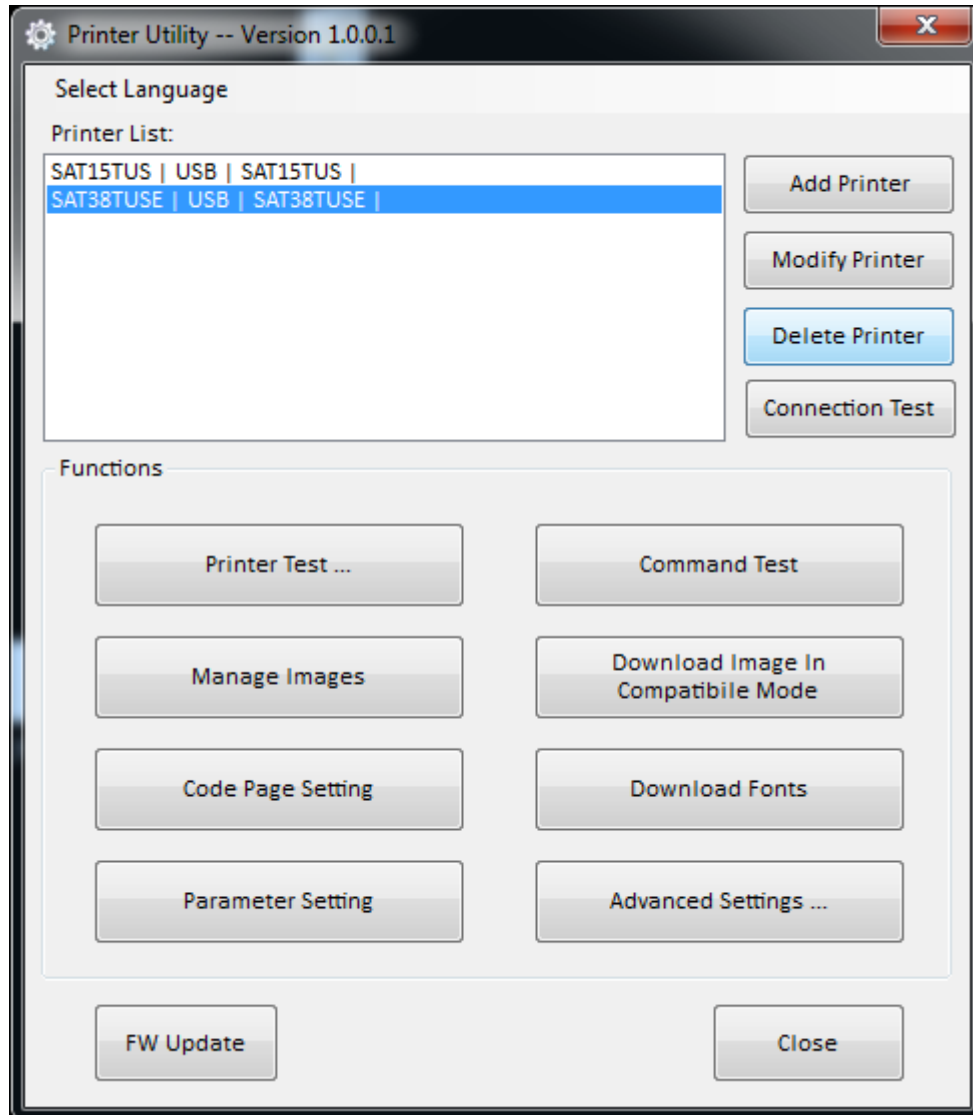 Printer Utility -- Version 1.0.0.1
X
Select Language
Printer List:
SAT15TUS | USB | SAT15TUS |
SAT38TUSE | USB | SAT38TUSE |
Add Printer
Modify Printer
Delete Printer
Connection Test
Functions
Printer Test ...
Command Test
Manage Images
Download Image In
Compatibile Mode
Code Page Setting
Download Fonts
Parameter Setting
Advanced Settings ...
FW Update
Close